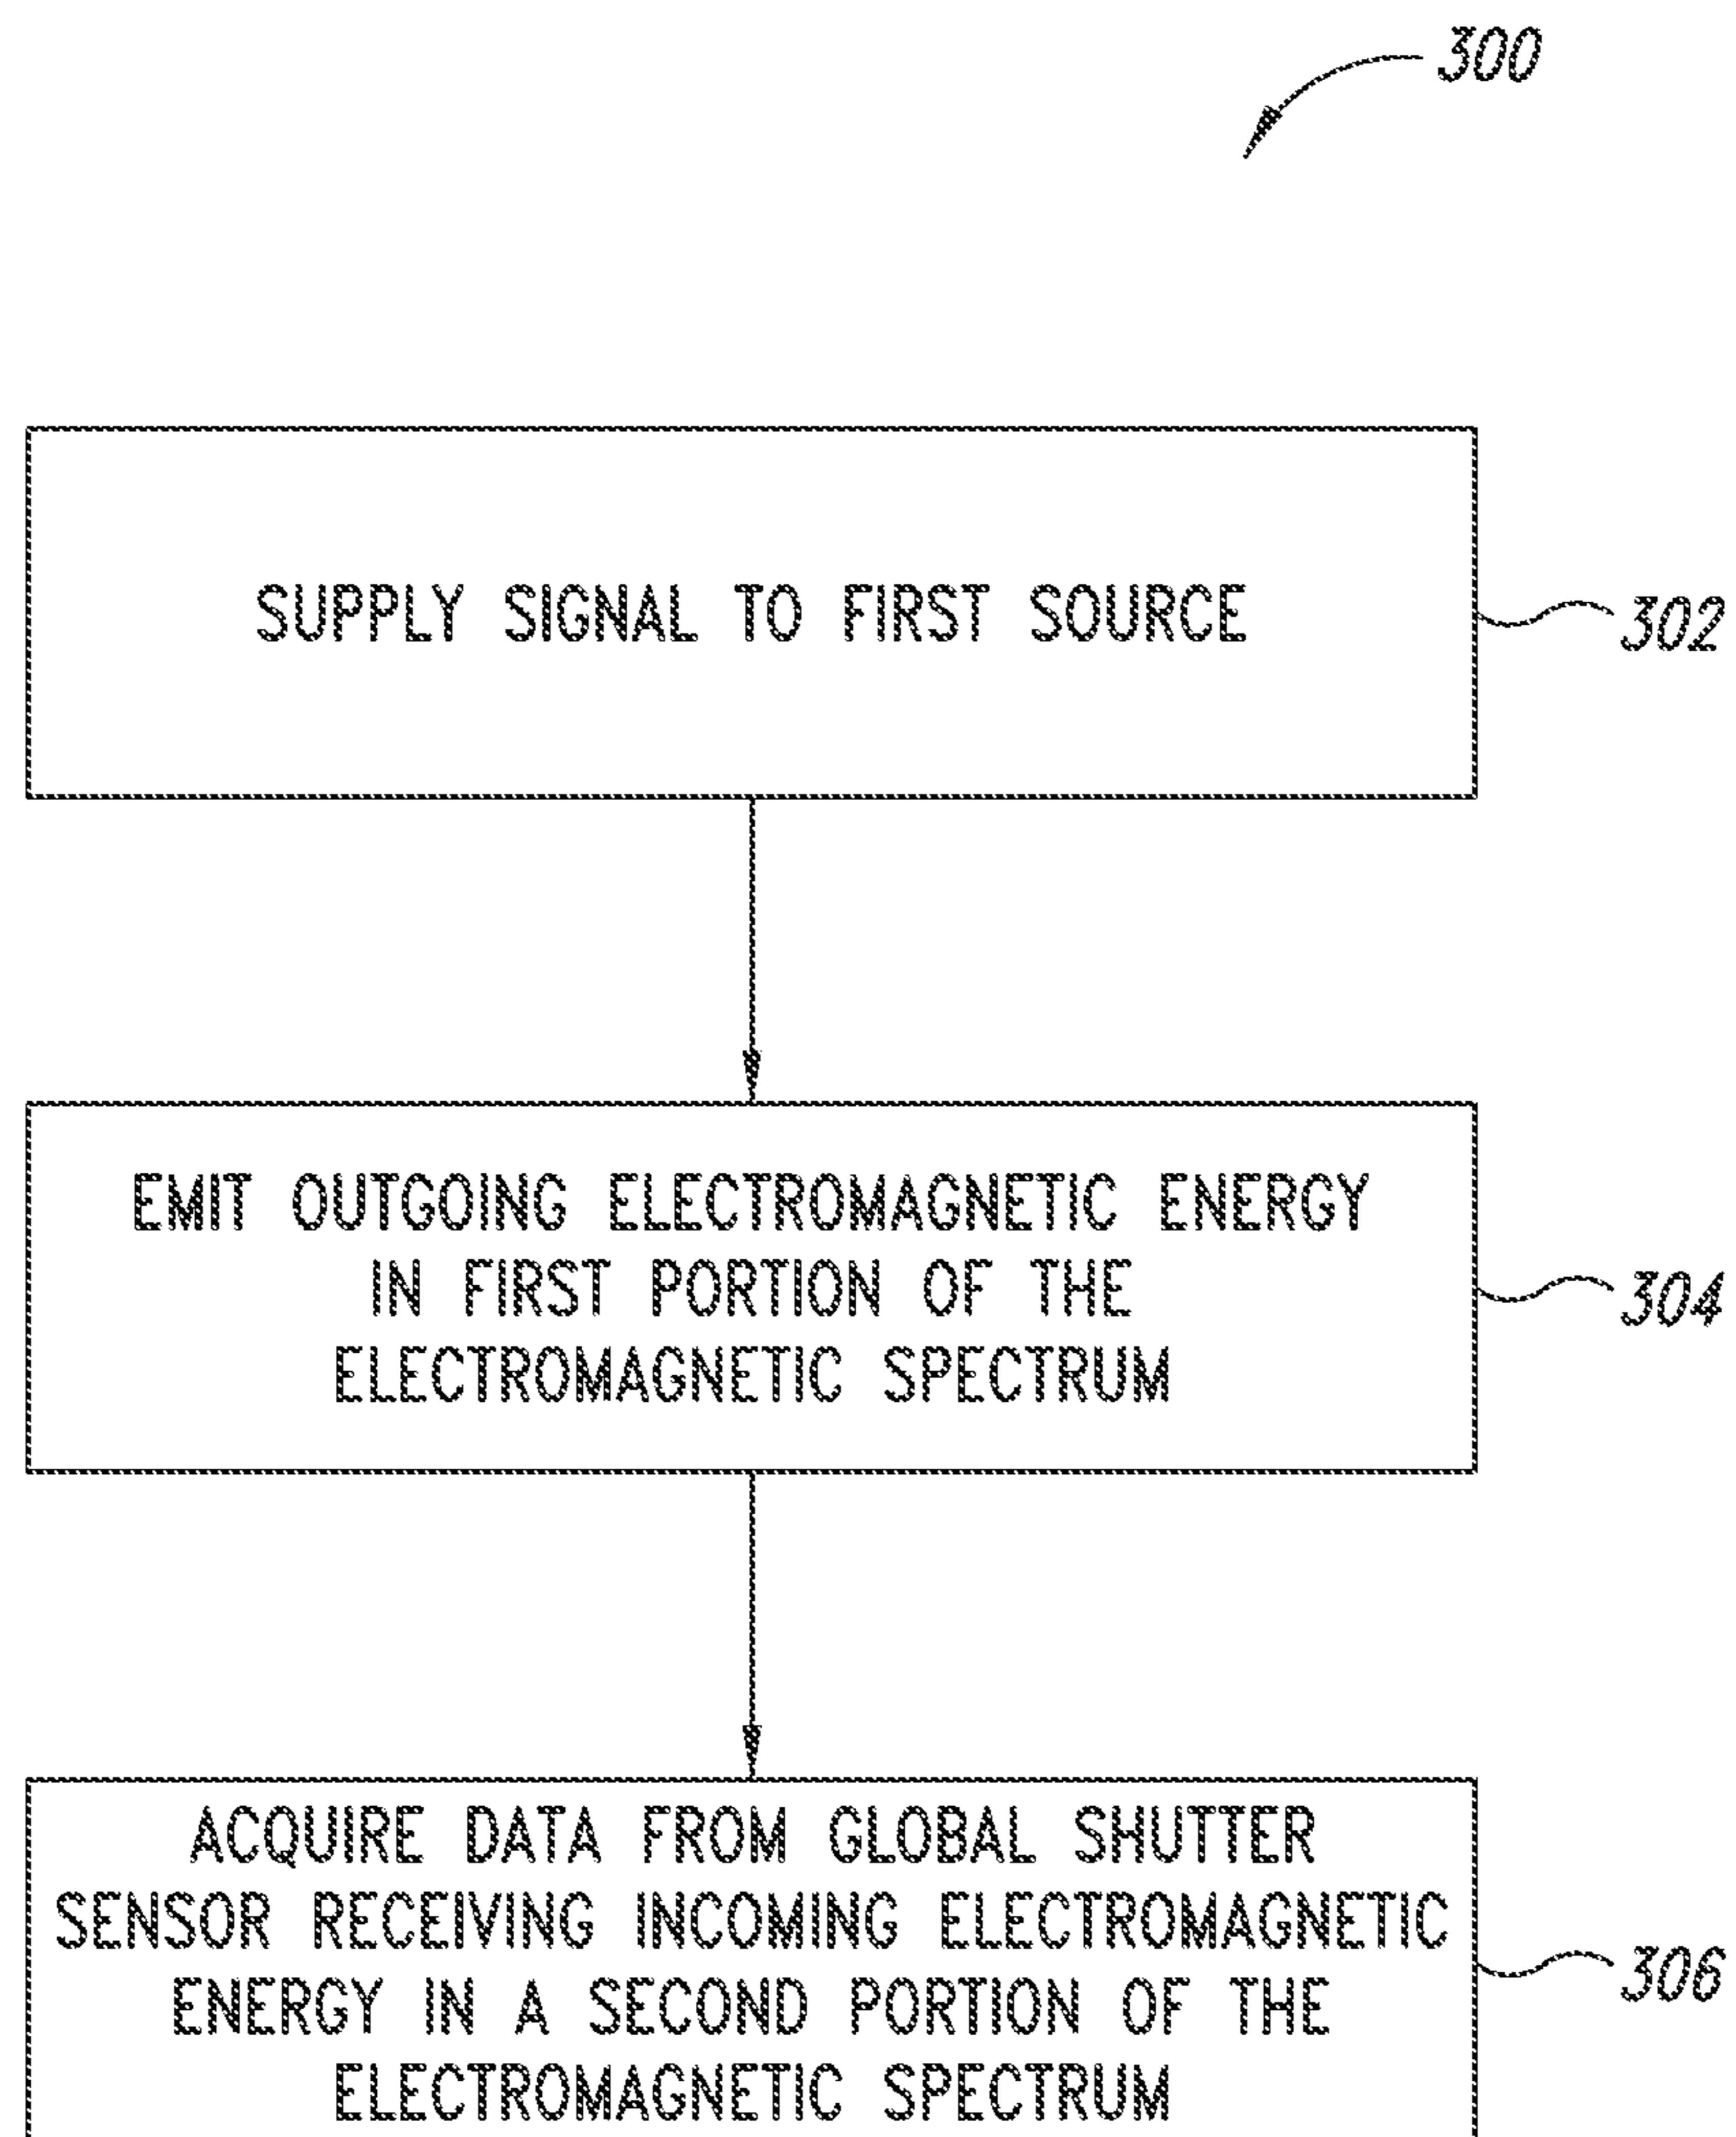 300
SUPPLY SIGNAL TO FIRST SOURCE
302
EMIT OUTGOING ELECTROMAGNETIC ENERGY
IN FIRST PORTION OF THE
ELECTROMAGNETIC SPECTRUM
304
ACQUIRE DATA FROM GLOBAL SHUTTER
SENSOR RECEIVING INCOMING ELECTROMAGNETIC
ENERGY IN A SECOND PORTION OF THE
ELECTROMAGNETIC SPECTRUM
306